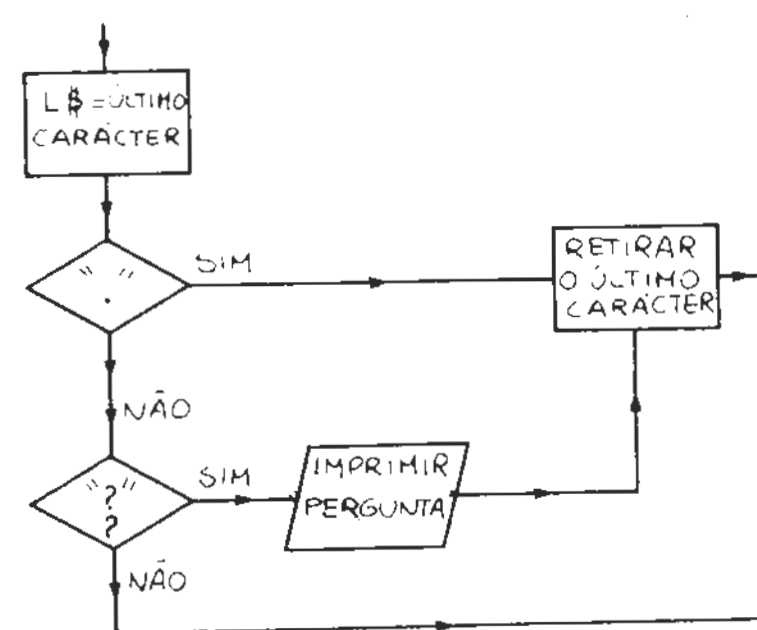 L$=ÚLTIMO
CARÁCTER
" . "
SIM
RETIRAR
O ÚLTIMO
CARÁCTER
NÃO
"?"
?
SIM
IMPRIMIR
PERGUNTA
NÃO